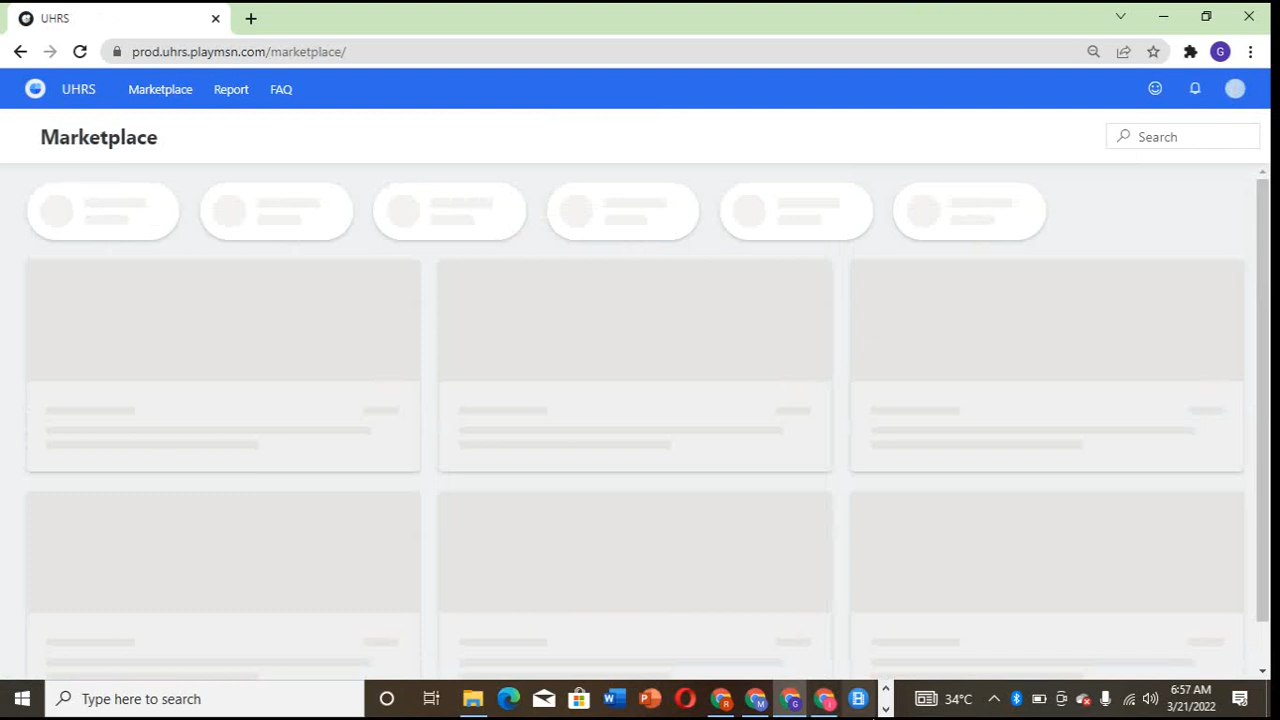 UHRS
prod.uhrs.playmsn.com/marketplace/
G
UHRS Marketplace Report FAQ
Marketplace
Search
Type here to search
34°C
6:57 AM
3/21/2022